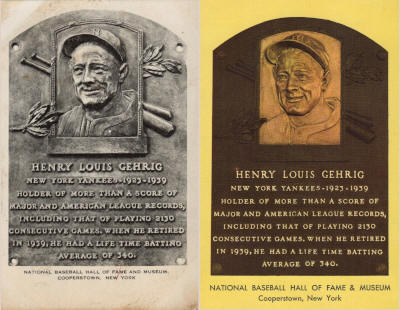 HENRY LOUIS GEHRIG
NEW YORK YANKEES-1923-1939
HOLDER OF MORE THAN A SCORE OF
MAJOR AND AMERICAN LEAGUE RECORDS,
INCLUDING THAT OF PLAYING 2130
CONSECUTIVE GAMES. WHEN HE RETIRED
IN 1939, HE HAD A LIFE TIME BATTING
AVERAGE OF 340.
NATIONAL BASEBALL HALL OF FAME AND MUSEUM,
COOPERSTOWN, NEW YORK
HENRY LOUIS GEHRIG
NEW YORK YANKEES-1923-1939
HOLDER OF MORE THAN A SCORE OF
MAJOR AND AMERICAN LEAGUE RECORDS,
INCLUDING THAT OF PLAYING 2130
CONSECUTIVE GAMES. WHEN HE RETIRED
IN 1939, HE HAD A LIFE TIME BATTING
AVERAGE OF 340.
NATIONAL BASEBALL HALL OF FAME & MUSEUM
Cooperstown, New York